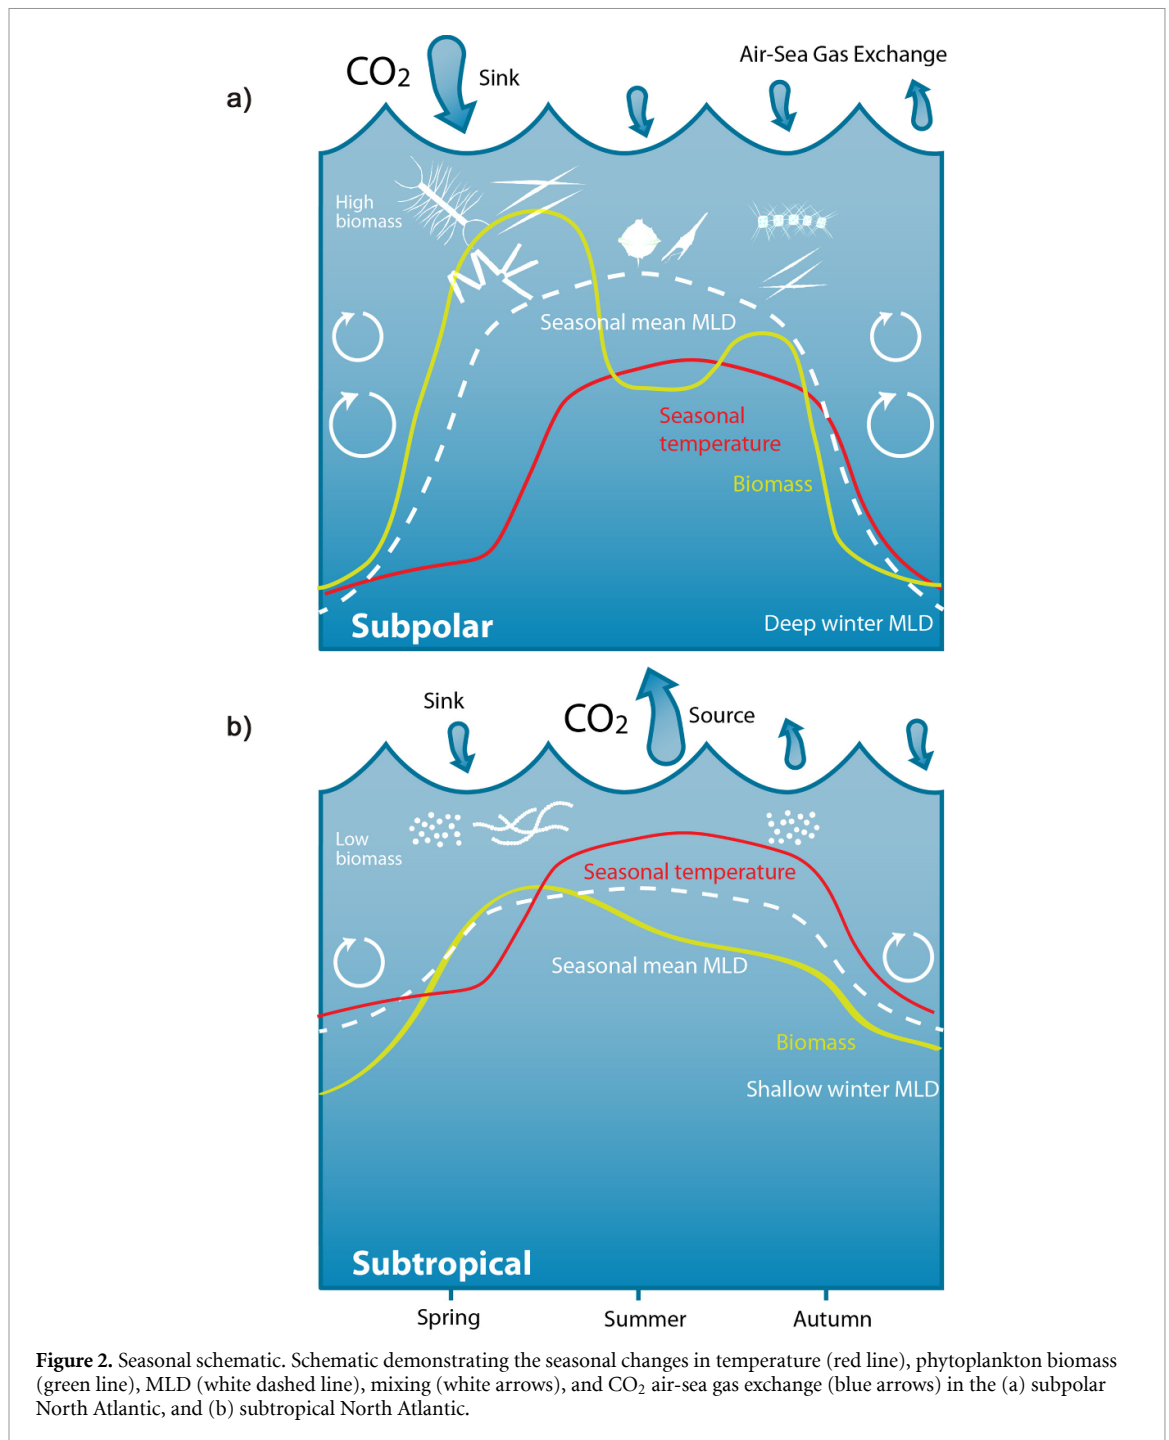 a)
CO2
Sink
Air-Sea Gas Exchange
High
biomass
Seasonal mean MLD
Seasonal
temperature
Biomass
Subpolar
Deep winter MLD
b)
Sink
CO2
Source
Low
biomass
Seasonal temperature
Seasonal mean MLD
Biomass
Shallow winter MLD
Subtropical
Spring
Summer
Autumn
Figure 2. Seasonal schematic. Schematic demonstrating the seasonal changes in temperature (red line), phytoplankton biomass
(green line), MLD (white dashed line), mixing (white arrows), and CO2 air-sea gas exchange (blue arrows) in the (a) subpolar
North Atlantic, and (b) subtropical North Atlantic.